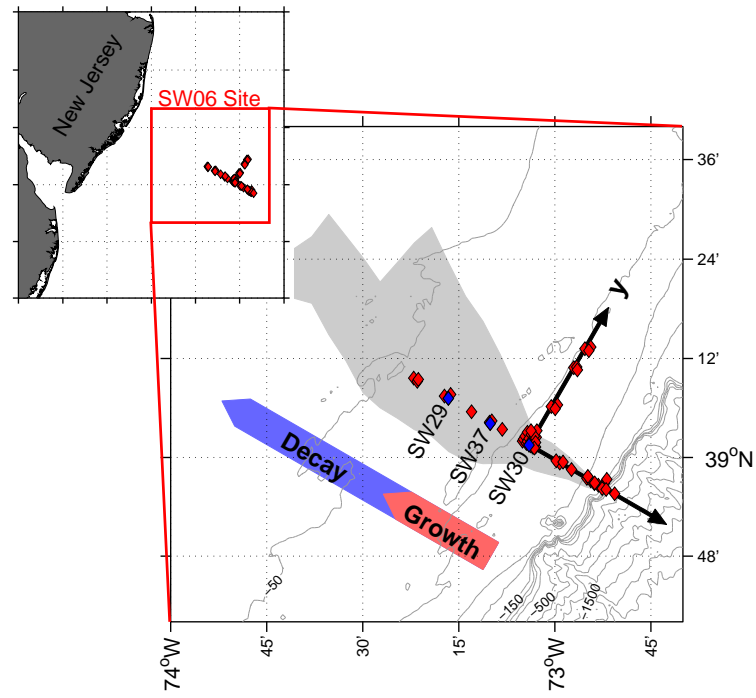 New Jersey
SW06 Site
36'
24'
12'
39°N
48'
y
SW29
SW37
SW30
Decay
Growth
−50
−150
−500
−1500
74°W
45'
30'
15'
73°W
45'